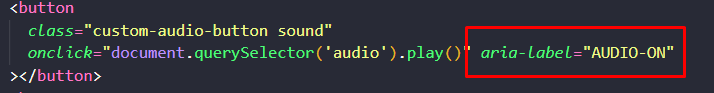 <button
class="custom-audio-button sound"
onclick="document.querySelector('audio').play()" aria-label="AUDIO-ON"
></button>